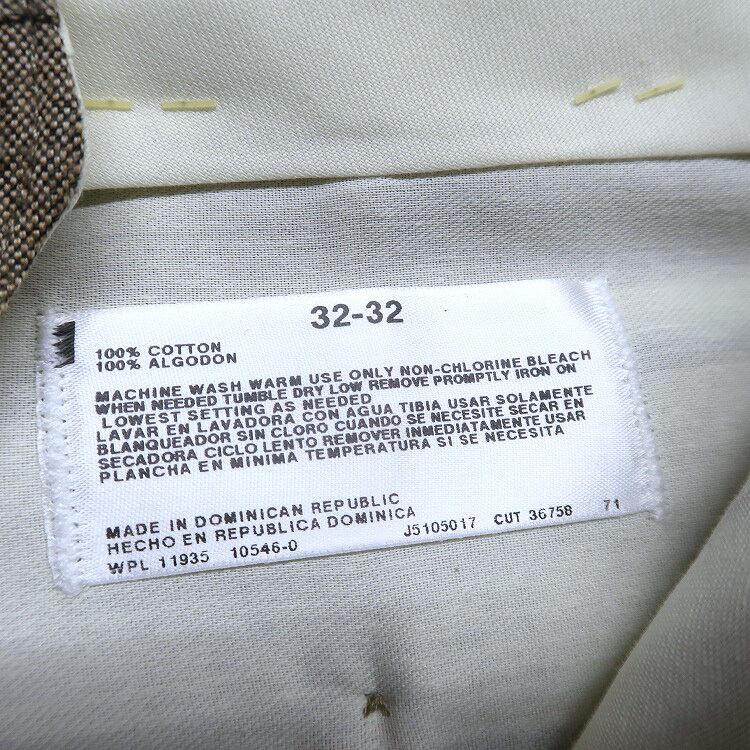 32-32
100% COTTON
100% ALGODON
MACHINE WASH WARM USE ONLY NON-CHLORINE BLEACH
WHEN NEEDED TUMBLE DRY LOW REMOVE PROMPTLY IRON ON
LOWEST SETTING AS NEEDED
LAVAR EN LAVADORA CON AGUA TIBIA USAR SOLAMENTE
BLANQUEADOR SIN CLORO CUANDO SE NECESITE SECAR EN
SECADORA CICLO LENTO REMOVER INMEDIATAMENTE USAR
PLANCHA EN MINIMA TEMPERATURA SI SE NECESITA
MADE IN DOMINICAN REPUBLIC
HECHO EN REPUBLICA DOMINICA
WPL 11935 10546-0 J5105017 CUT 36758 71